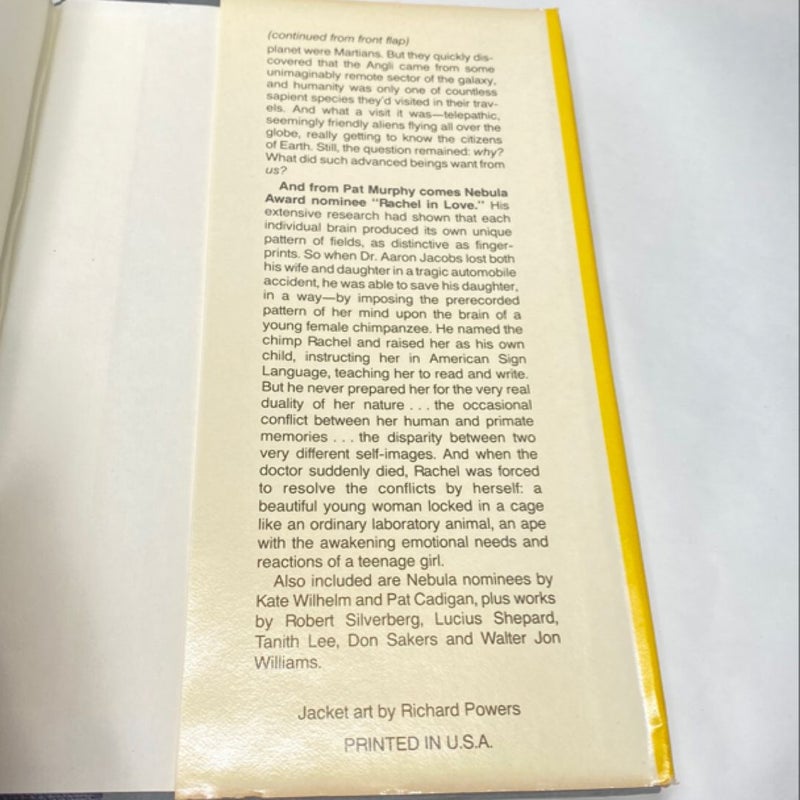 (continued from front flap)
planet were Martians. But they quickly dis-
covered that the Angli came from some
unimaginably remote sector of the galaxy,
and humanity was only one of countless
sapient species they'd visited in their trav-
els. And what a visit it was—telepathic,
seemingly friendly aliens flying all over the
globe, really getting to know the citizens
of Earth. Still, the question remained: why?
What did such advanced beings want from
us?
And from Pat Murphy comes Nebula
Award nominee "Rachel in Love." His
extensive research had shown that each
individual brain produced its own unique
pattern of fields, as distinctive as finger-
prints. So when Dr. Aaron Jacobs lost both
his wife and daughter in a tragic automobile
accident, he was able to save his daughter,
in a way—by imposing the prerecorded
pattern of her mind upon the brain of a
young female chimpanzee. He named the
chimp Rachel and raised her as his own
child, instructing her in American Sign
Language, teaching her to read and write.
But he never prepared her for the very real
duality of her nature . . . the occasional
conflict between her human and primate
memories . . . the disparity between two
very different self-images. And when the
doctor suddenly died, Rachel was forced
to resolve the conflicts by herself: a
beautiful young woman locked in a cage
like an ordinary laboratory animal, an ape
with the awakening emotional needs and
reactions of a teenage girl.
Also included are Nebula nominees by
Kate Wilhelm and Pat Cadigan, plus works
by Robert Silverberg, Lucius Shepard,
Tanith Lee, Don Sakers and Walter Jon
Williams.
Jacket art by Richard Powers
PRINTED IN U.S.A.